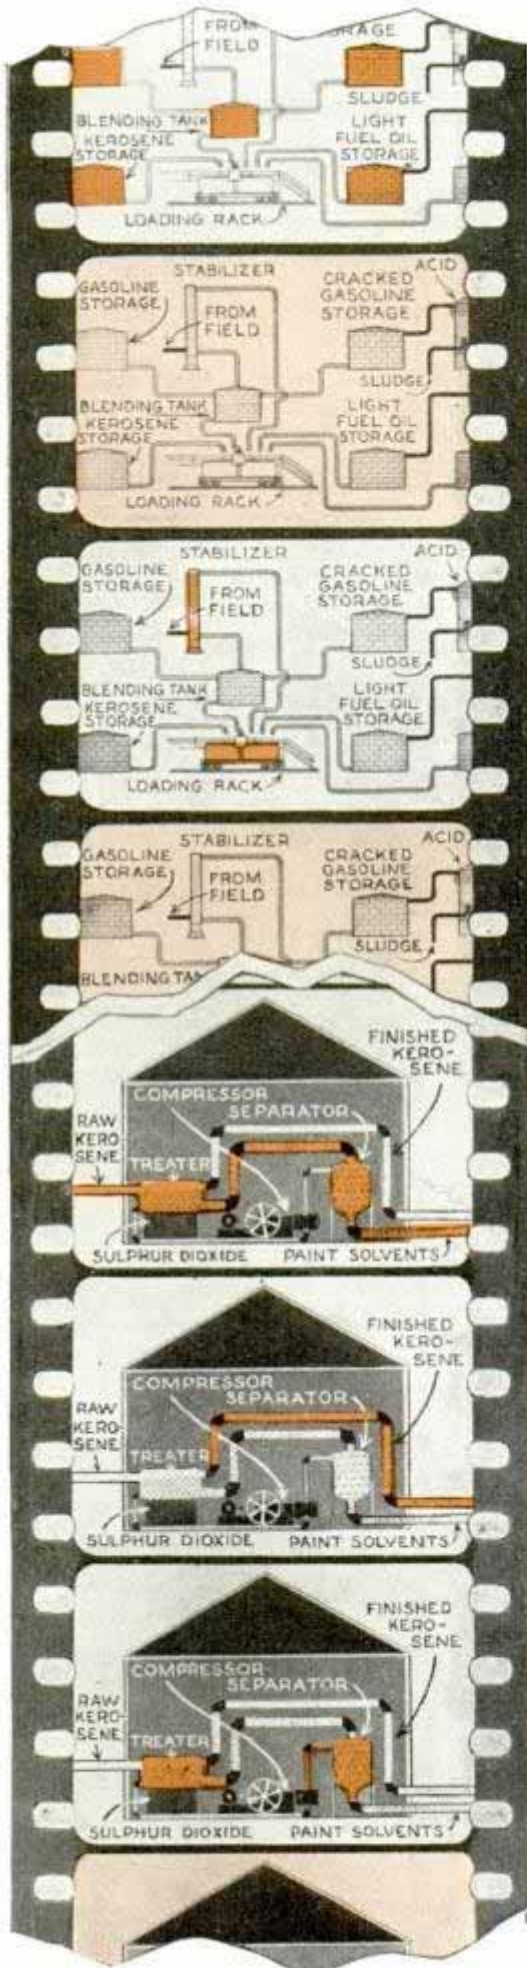 FROM
FIELD
SLUDGE
BLENDING TANK
KEROSENE
STORAGE
LIGHT
FUEL OIL
STORAGE
LOADING RACK
STABILIZER
GASOLINE
STORAGE
FROM
FIELD
CRACKED
GASOLINE
STORAGE
ACID
SLUDGE
BLENDING TANK
KEROSENE
STORAGE
LIGHT
FUEL OIL
STORAGE
LOADING RACK
STABILIZER
GASOLINE
STORAGE
FROM
FIELD
CRACKED
GASOLINE
STORAGE
ACID
SLUDGE
BLENDING TANK
KEROSENE
STORAGE
LIGHT
FUEL OIL
STORAGE
LOADING RACK
STABILIZER
GASOLINE
STORAGE
FROM
FIELD
CRACKED
GASOLINE
STORAGE
ACID
SLUDGE
BLENDING
FINISHED
KERO-
SENE
COMPRESSOR
SEPARATOR
RAW
KERO
SENE
TREATER
SULPHUR DIOXIDE
PAINT SOLVENTS
FINISHED
KERO-
SENE
COMPRESSOR
SEPARATOR
RAW
KERO-
SENE
TREATER
SULPHUR DIOXIDE
PAINT SOLVENTS
FINISHED
KERO-
SENE
COMPRESSOR
SEPARATOR
RAW
KERO-
SENE
TREATER
SULPHUR DIOXIDE
PAINT SOLVENTS